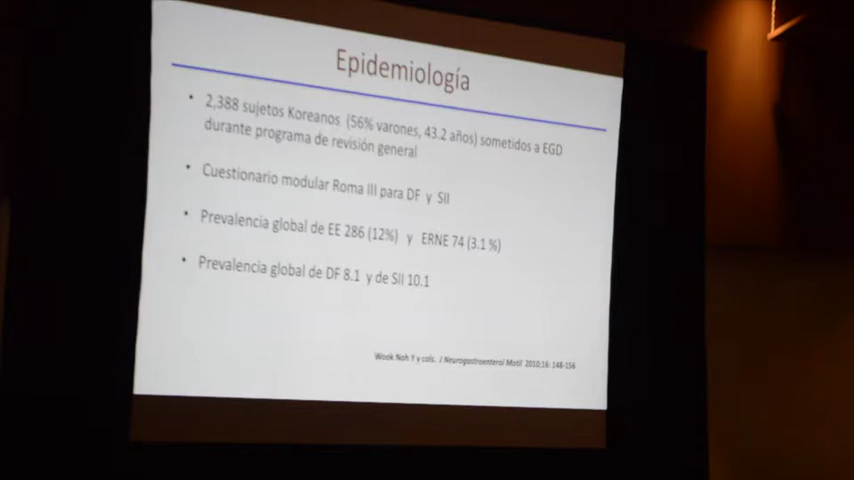 Epidemiología
• 2,388 sujetos Koreanos (56% varones, 43.2 años) sometidos a EGD
durante programa de revisión general
• Cuestionario modular Roma III para DF y SII
• Prevalencia global de EE 286 (12%) y ERNE 74 (3.1 %)
• Prevalencia global de DF 8.1 y de SII 10.1
Wook Noh Y y cols. J Neurogastroenterol Motil 2010;16: 148-156